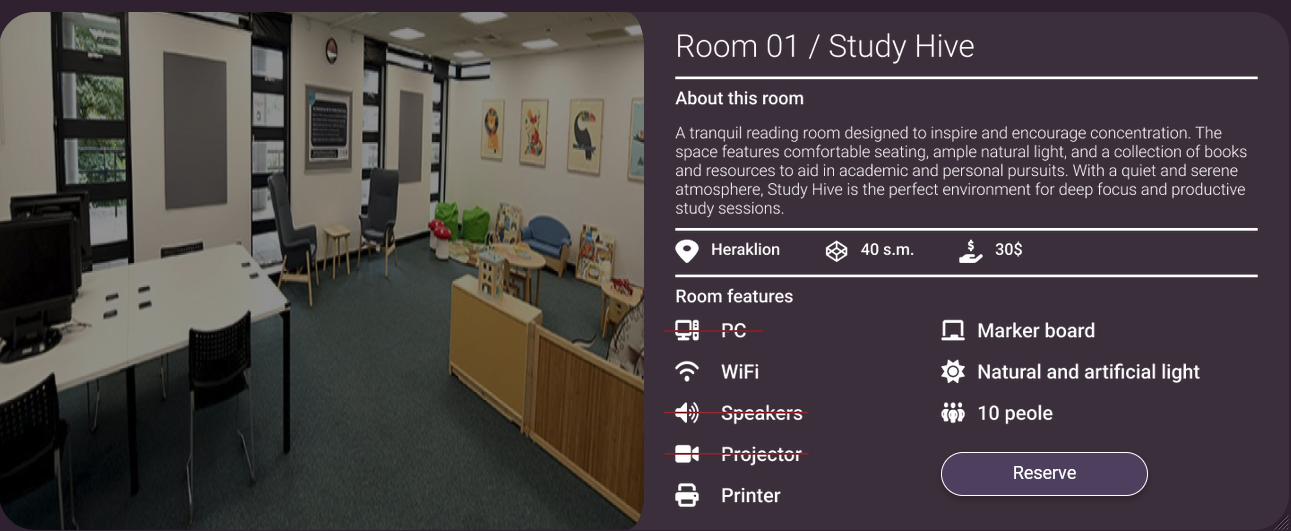 Room 01 / Study Hive
About this room
A tranquil reading room designed to inspire and encourage concentration. The
space features comfortable seating, ample natural light, and a collection of books
and resources to aid in academic and personal pursuits. With a quiet and serene
atmosphere, Study Hive is the perfect environment for deep focus and productive
study sessions.
Heraklion 40 s.m. 30$
Room features
PC
WiFi
Speakers
Projector
Printer
Marker board
Natural and artificial light
10 peole
Reserve